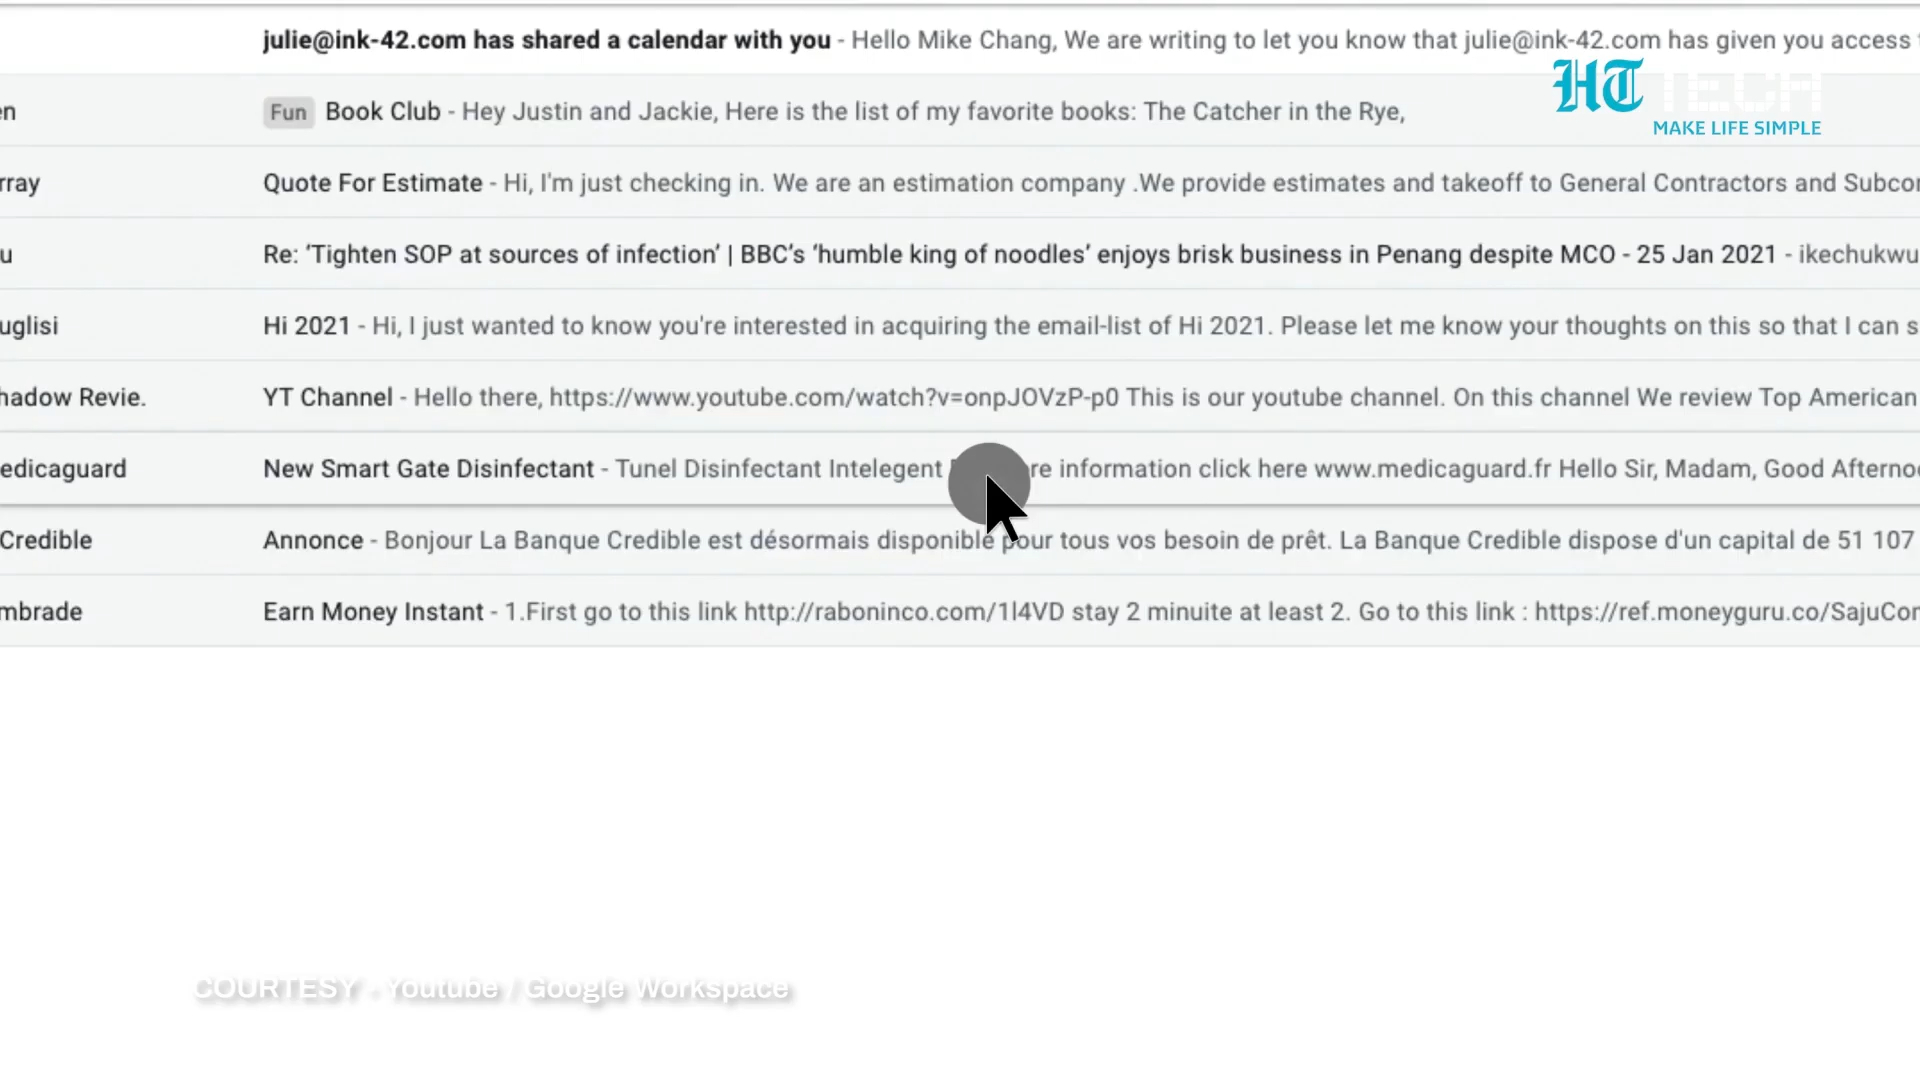 julie@ink-42.com has shared a calendar with you - Hello Mike Chang, We are writing to let you know that julie@ink-42.com has given you access
HT TECH
MAKE LIFE SIMPLE
en Fun Book Club - Hey Justin and Jackie, Here is the list of my favorite books: The Catcher in the Rye,
rray Quote For Estimate - Hi, I'm just checking in. We are an estimation company .We provide estimates and takeoff to General Contractors and Subcon
u Re: ‘Tighten SOP at sources of infection’ | BBC’s ‘humble king of noodles’ enjoys brisk business in Penang despite MCO - 25 Jan 2021 - ikechukwu
uglisi Hi 2021 - Hi, I just wanted to know you're interested in acquiring the email-list of Hi 2021. Please let me know your thoughts on this so that I can s
hadow Revie. YT Channel - Hello there, https://www.youtube.com/watch?v=onpJOVzP-p0 This is our youtube channel. On this channel We review Top American
edicaguard New Smart Gate Disinfectant - Tunel Disinfectant Intelegent re information click here www.medicaguard.fr Hello Sir, Madam, Good Afternoo
Credible Annonce - Bonjour La Banque Credible est désormais disponible pour tous vos besoin de prêt. La Banque Credible dispose d'un capital de 51 107
mbrade Earn Money Instant - 1.First go to this link http://raboninco.com/1l4VD stay 2 minuite at least 2. Go to this link : https://ref.moneyguru.co/SajuCon
COURTESY - Youtube / Google Workspace